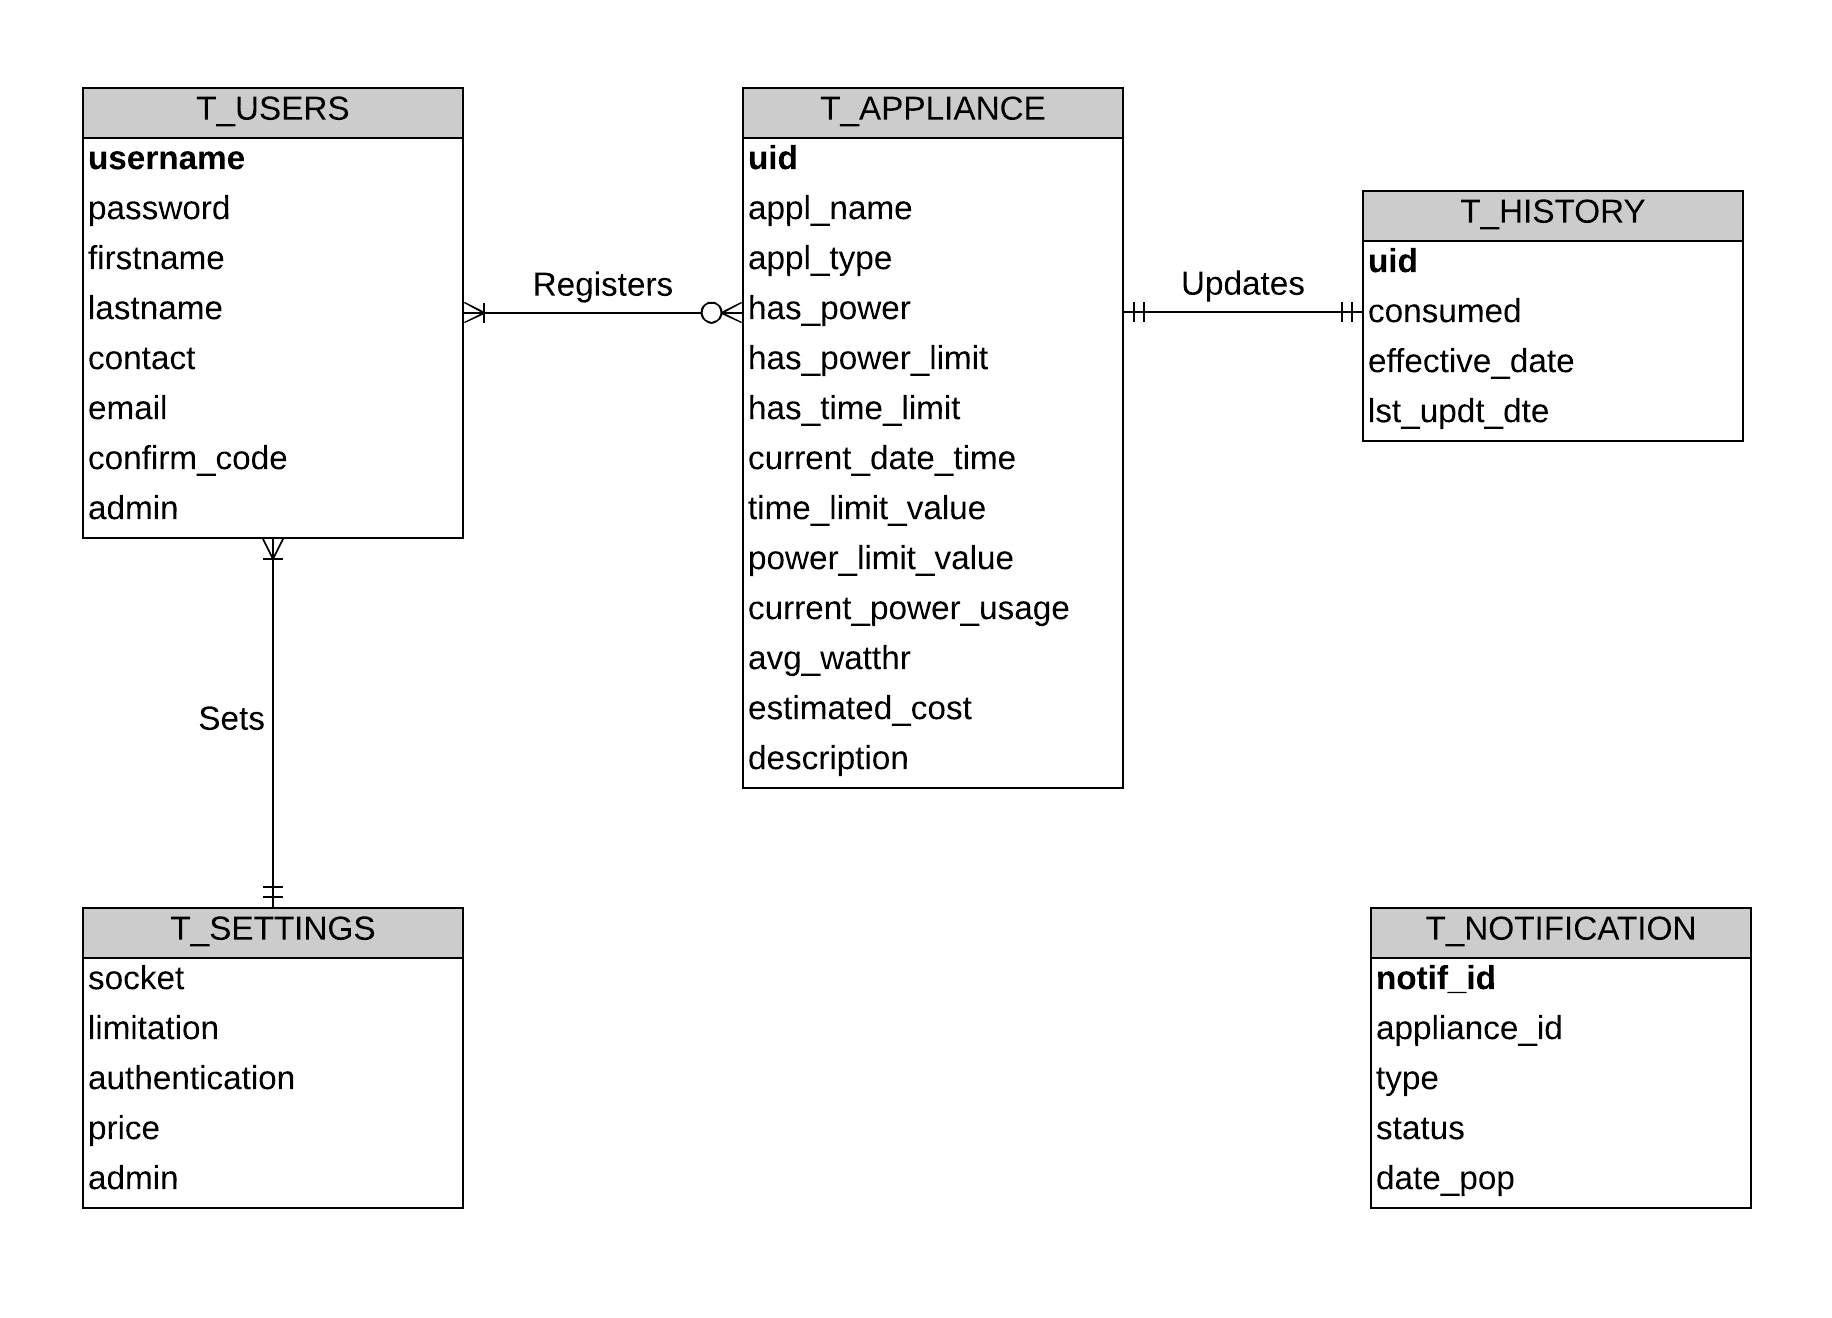 T_USERS
username
password
firstname
lastname
contact
email
confirm_code
admin
Registers
T_APPLIANCE
uid
appl_name
appl_type
has_power
has_power_limit
has_time_limit
current_date_time
time_limit_value
power_limit_value
current_power_usage
avg_watthr
estimated_cost
description
Updates
T_HISTORY
uid
consumed
effective_date
lst_updt_dte
Sets
T_SETTINGS
socket
limitation
authentication
price
admin
T_NOTIFICATION
notif_id
appliance_id
type
status
date_pop